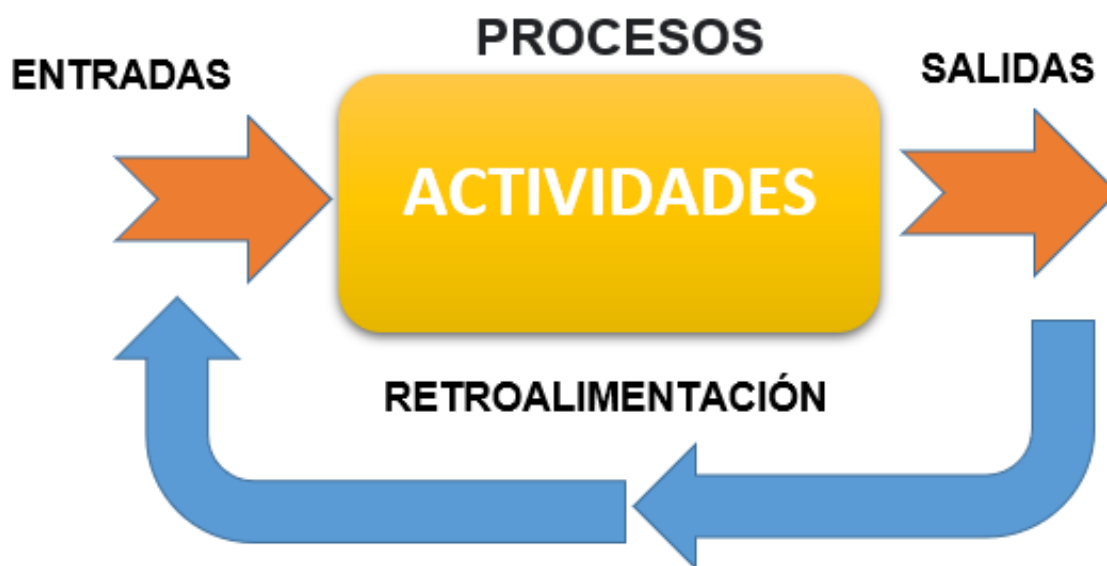 PROCESOS
ENTRADAS
SALIDAS
ACTIVIDADES
RETROALIMENTACIÓN